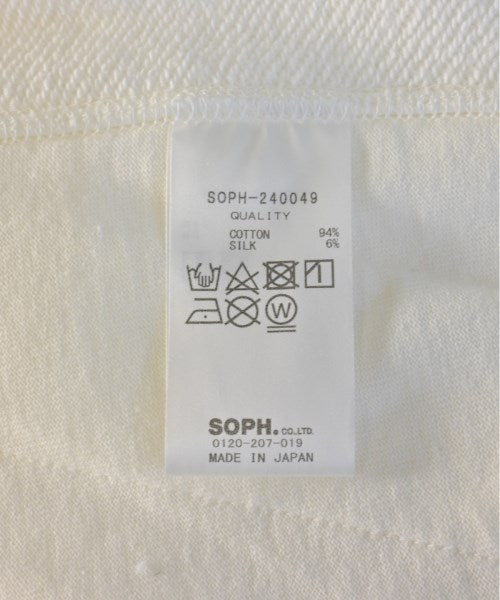 SOPH-240049
QUALITY
COTTON 94%
SILK 6%
W
SOPH. CO.,LTD.
0120-207-019
MADE IN JAPAN